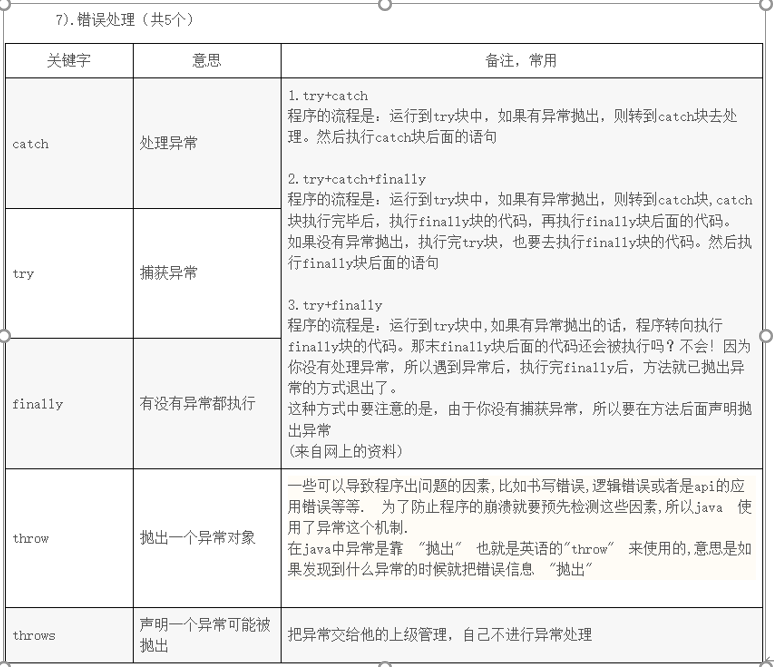 7).错误处理（共5个）
关键字
意思
备注，常用
catch
处理异常
1.try+catch
程序的流程是：运行到try块中，如果有异常抛出，则转到catch块去处
理。然后执行catch块后面的语句
2.try+catch+finally
程序的流程是：运行到try块中，如果有异常抛出，则转到catch块,catch
块执行完毕后，执行finally块的代码，再执行finally块后面的代码。
如果没有异常抛出，执行完try块，也要去执行finally块的代码。然后执
行finally块后面的语句
3.try+finally
程序的流程是：运行到try块中,如果有异常抛出的话，程序转向执行
finally块的代码。那末finally块后面的代码还会被执行吗？不会！因为
你没有处理异常，所以遇到异常后，执行完finally后，方法就已抛出异
常的方式退出了。
这种方式中要注意的是，由于你没有捕获异常，所以要在方法后面声明抛
出异常
(来自网上的资料)
try
捕获异常
finally
有没有异常都执行
throw
抛出一个异常对象
一些可以导致程序出问题的因素,比如书写错误,逻辑错误或者是api的应
用错误等等. 为了防止程序的崩溃就要预先检测这些因素,所以java 使
用了异常这个机制.
在java中异常是靠 "抛出" 也就是英语的"throw" 来使用的,意思是如
果发现到什么异常的时候就把错误信息 "抛出"
throws
声明一个异常可能被
抛出
把异常交给他的上级管理，自己不进行异常处理